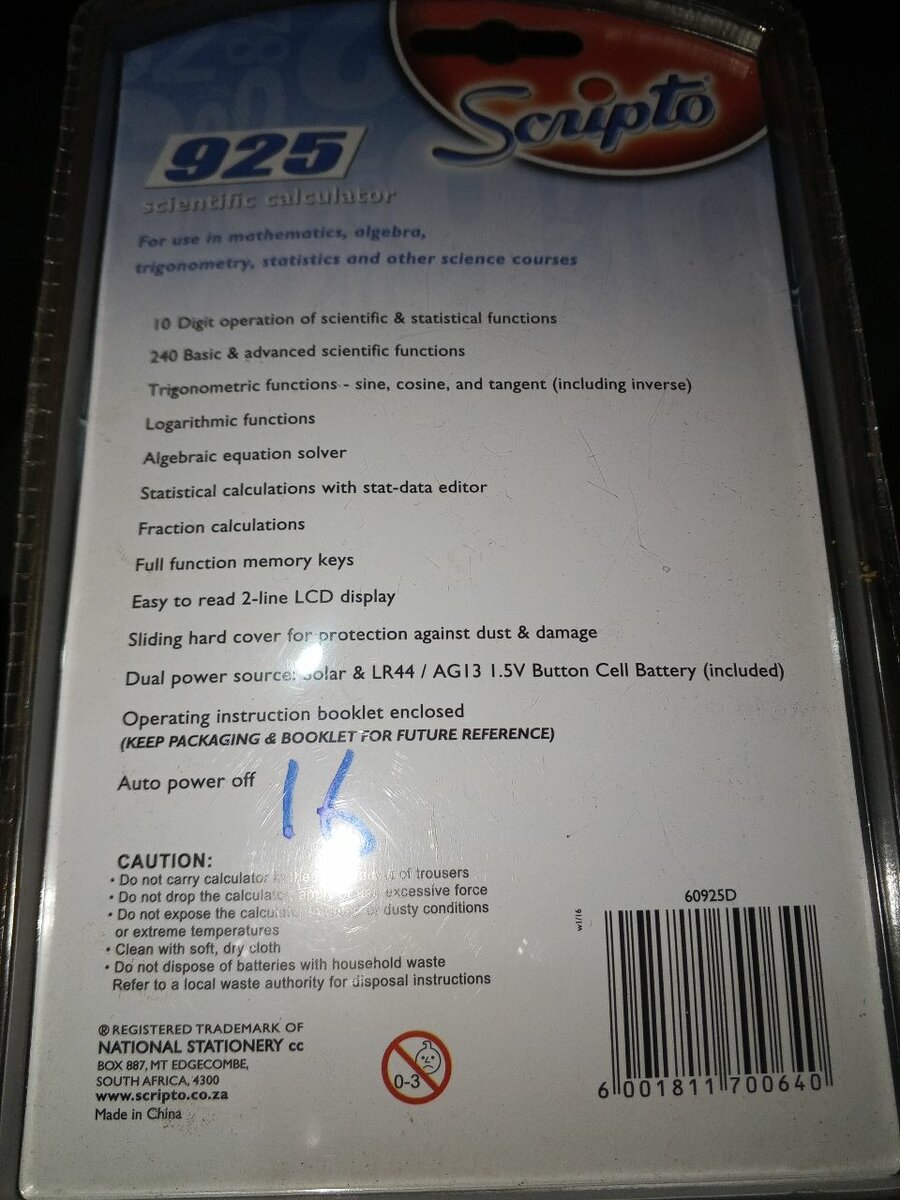 Scripto
925
scientific calculator
For use in mathematics, algebra,
trigonometry, statistics and other science courses
10 Digit operation of scientific & statistical functions
240 Basic & advanced scientific functions
Trigonometric functions - sine, cosine, and tangent (including inverse)
Logarithmic functions
Algebraic equation solver
Statistical calculations with stat-data editor
Fraction calculations
Full function memory keys
Easy to read 2-line LCD display
Sliding hard cover for protection against dust & damage
Dual power source: Solar & LR44 / AG13 1.5V Button Cell Battery (included)
Operating instruction booklet enclosed
(KEEP PACKAGING & BOOKLET FOR FUTURE REFERENCE)
Auto power off
16
CAUTION:
• Do not carry calculator of trousers
• Do not drop the calculator excessive force
• Do not expose the calculator or dusty conditions
or extreme temperatures
• Clean with soft, dry cloth
• Do not dispose of batteries with household waste
Refer to a local waste authority for disposal instructions
® REGISTERED TRADEMARK OF
NATIONAL STATIONERY cc
BOX 887, MT EDGECOMBE,
SOUTH AFRICA, 4300
www.scripto.co.za
Made in China
0-3
w1/16
60925D
6 001811 700640